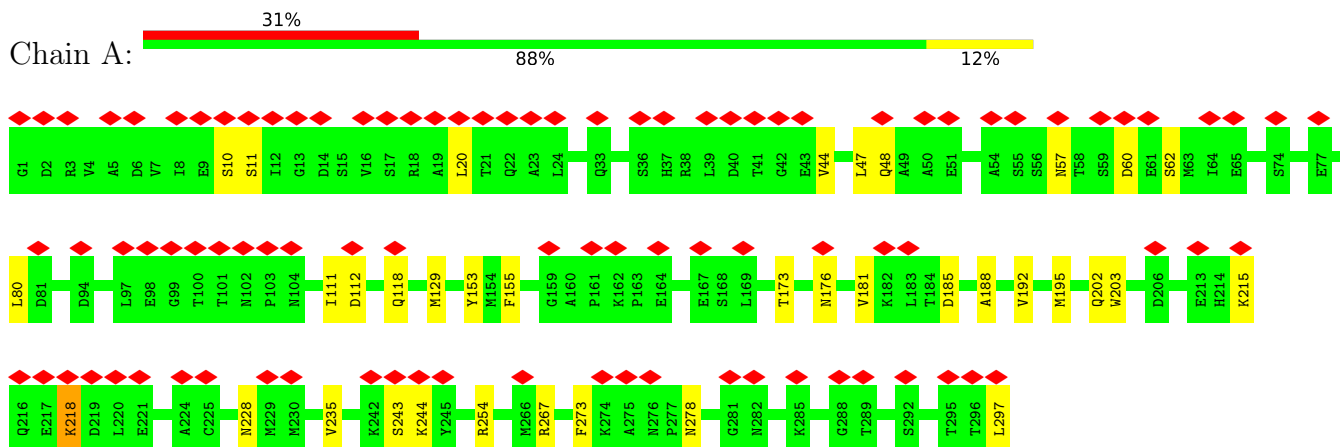 31%
Chain A:
88% 12%
G1 D2 R3 V4 A5 D6 V7 I8 E9 S10 S11 I12 G13 D14 S15 V16 S17 R18 A19 L20 T21 Q22 A23 L24 Q33 S36 H37 R38 L39 D40 T41 G42 E43 V44 L47 Q48 A49 A50 E51 A54 S55 S56 N57 T58 S59 D60 E61 S62 M63 I64 E65 S74 E77
L80 D81 D94 L97 E98 G99 T100 T101 N102 P103 N104 I111 D112 Q118 M129 Y153 M154 F155 G159 A160 P161 K162 P163 E164 E167 S168 L169 T173 N176 V181 K182 L183 T184 D185 A188 V192 M195 Q202 W203 D206 E213 H214 K215
Q216 E217 K218 D219 L220 E221 A224 C225 N228 M229 M230 V235 K242 S243 K244 Y245 R254 M266 R267 F273 K274 A275 N276 P277 N278 G281 N282 K285 G288 T289 S292 T295 T296 L297